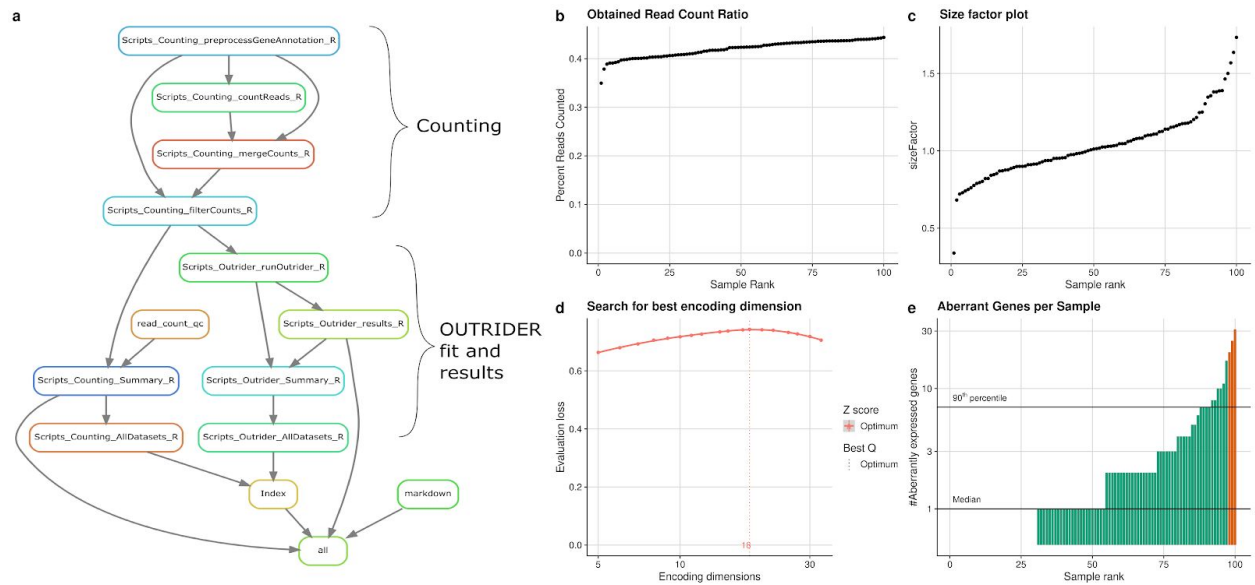 a
Scripts_Counting_preprocessGeneAnnotation_R
Scripts_Counting_countReads_R
Scripts_Counting_mergeCounts_R
Scripts_Counting_filterCounts_R
Counting
Scripts_Outrider_runOutrider_R
read_count_qc
Scripts_Outrider_results_R
Scripts_Counting_Summary_R
Scripts_Outrider_Summary_R
Scripts_Counting_AllDatasets_R
Scripts_Outrider_AllDatasets_R
OUTRIDER
fit and
results
Index
markdown
all
b
Obtained Read Count Ratio
Percent Reads Counted
0.4
0.3
0.2
0.1
0.0
0
25
50
75
100
Sample Rank
c
Size factor plot
sizeFactor
1.5
1.0
0.5
0
25
50
75
100
Sample rank
d
Search for best encoding dimension
Evaluation loss
0.6
0.4
0.2
0.0
18
5
10
30
Encoding dimensions
Z score
Optimum
Best Q
Optimum
e
Aberrant Genes per Sample
#Aberrantly expressed genes
30
10
3
1
90th percentile
Median
0
25
50
75
100
Sample rank